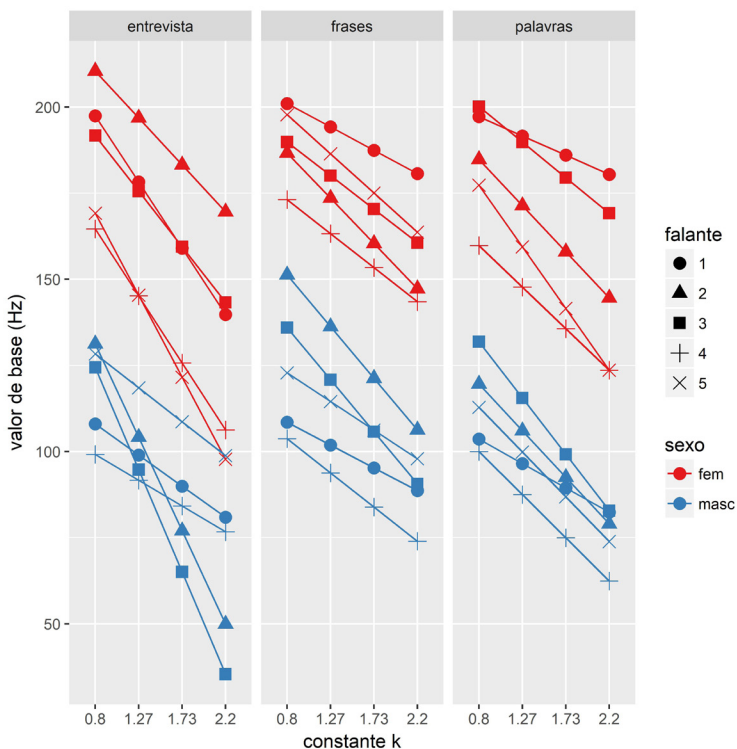 entrevista
frases
palavras
valor de base (Hz)
200
150
100
50
0.8 1.27 1.73 2.2
0.8 1.27 1.73 2.2
0.8 1.27 1.73 2.2
constante k
falante
1
2
3
4
5
sexo
fem
masc